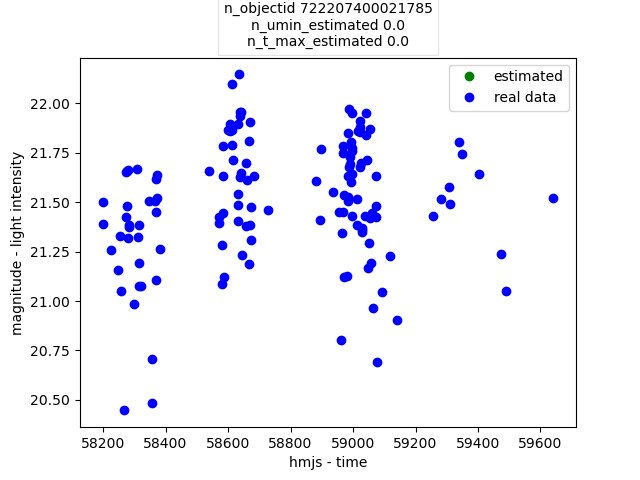 n_objectid 722207400021785
n_umin_estimated 0.0
n_t_max_estimated 0.0
estimated
real data
22.00
21.75
21.50
21.25
21.00
20.75
20.50
magnitude - light intensity
58200 58400 58600 58800 59000 59200 59400 59600
hmjs - time